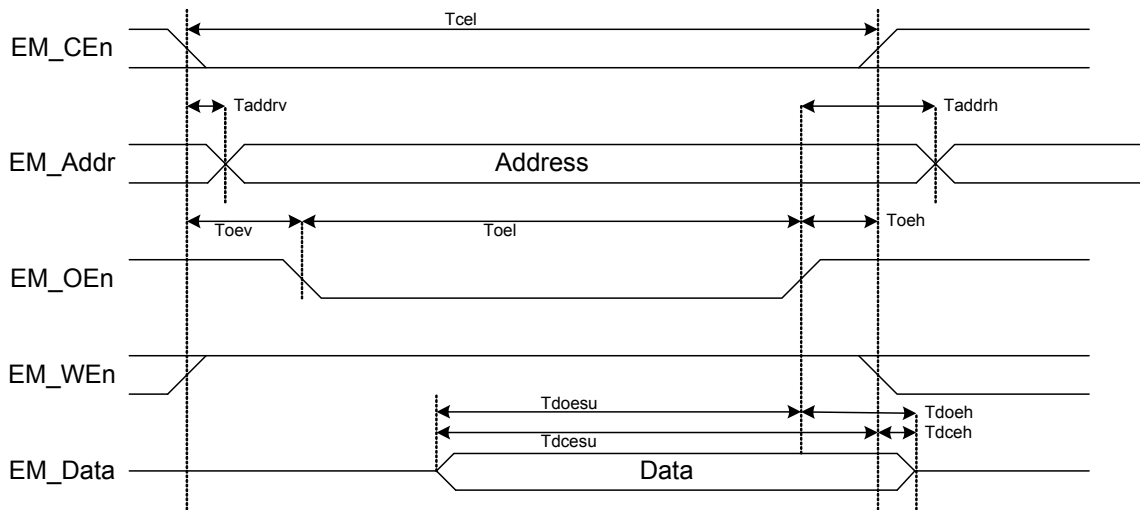 Tcel
EM_CEn
Taddrv
Taddrh
EM_Addr
Address
Toev
Toel
Toeh
EM_OEn
EM_WEn
Tdoesu
Tdoeh
Tdcesu
Tdceh
EM_Data
Data